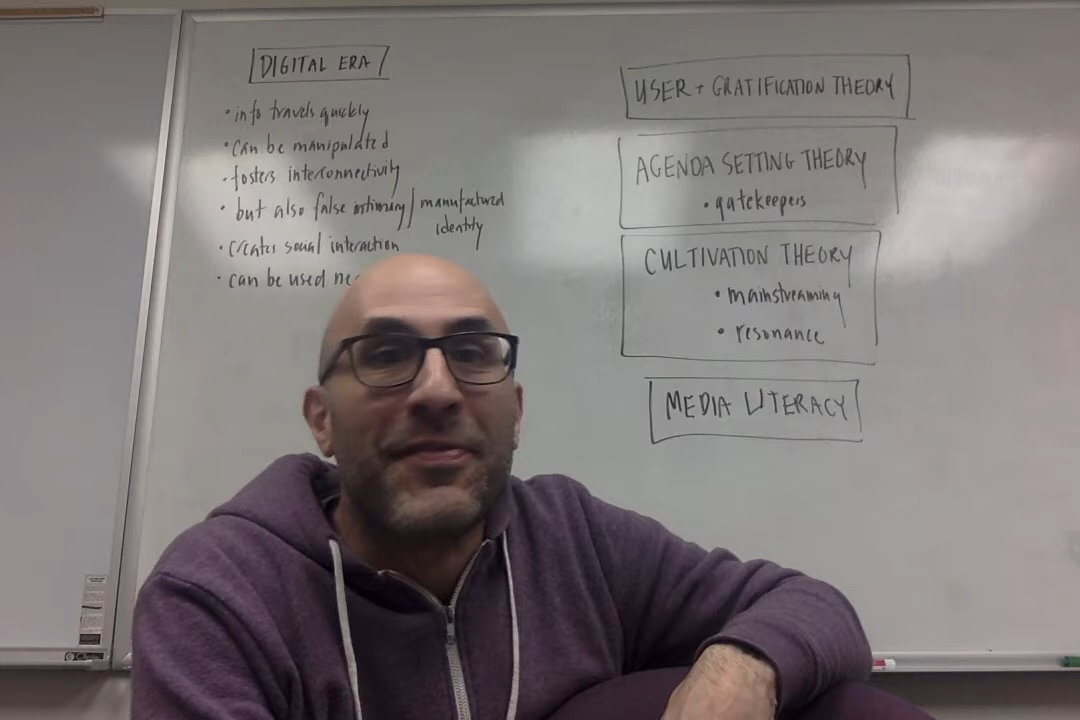 DIGITAL ERA
• info travels quickly
• can be manipulated
• fosters interconnectivity
• but also false intimacy / manufactured
identity
• creates social interaction
• can be used
USER + GRATIFICATION THEORY
AGENDA SETTING THEORY
• gatekeepers
CULTIVATION THEORY
• mainstreaming
• resonance
MEDIA LITERACY